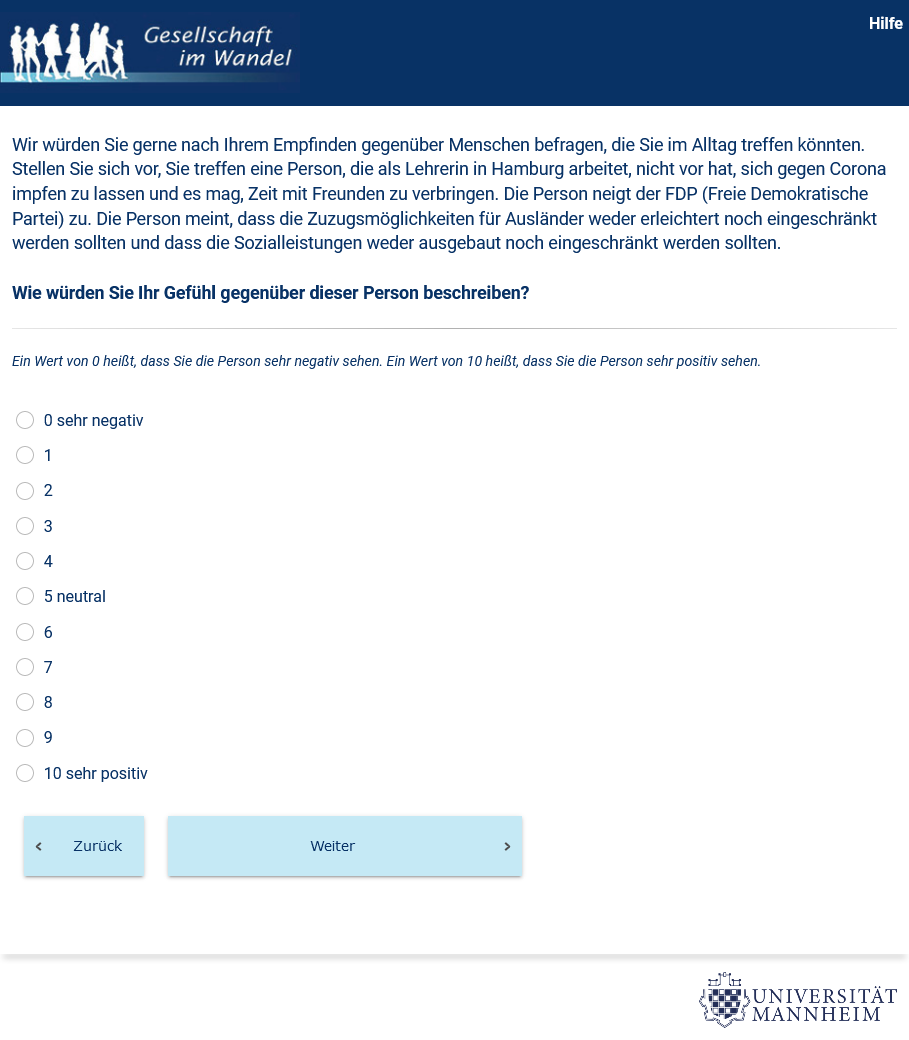 Gesellschaft
im Wandel
Hilfe
Wir würden Sie gerne nach Ihrem Empfinden gegenüber Menschen befragen, die Sie im Alltag treffen könnten.
Stellen Sie sich vor, Sie treffen eine Person, die als Lehrerin in Hamburg arbeitet, nicht vor hat, sich gegen Corona
impfen zu lassen und es mag, Zeit mit Freunden zu verbringen. Die Person neigt der FDP (Freie Demokratische
Partei) zu. Die Person meint, dass die Zuzugsmöglichkeiten für Ausländer weder erleichtert noch eingeschränkt
werden sollten und dass die Sozialleistungen weder ausgebaut noch eingeschränkt werden sollten.
Wie würden Sie Ihr Gefühl gegenüber dieser Person beschreiben?
Ein Wert von 0 heißt, dass Sie die Person sehr negativ sehen. Ein Wert von 10 heißt, dass Sie die Person sehr positiv sehen.
0 sehr negativ
1
2
3
4
5 neutral
6
7
8
9
10 sehr positiv
‹ Zurück
Weiter ›
UNIVERSITÄT
MANNHEIM